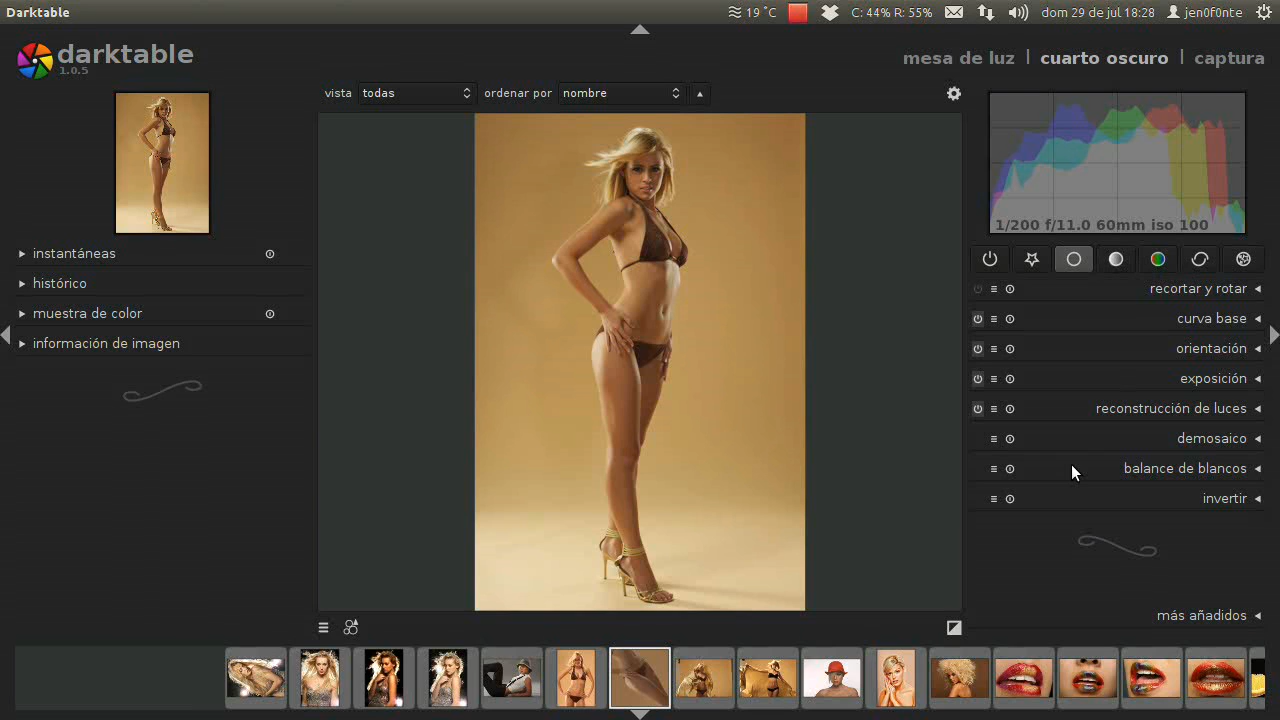 Darktable
19 °C
C: 44% R: 55%
dom 29 de jul 18:28
jen0f0nte
darktable
1.0.5
mesa de luz | cuarto oscuro | captura
vista todas ordenar por nombre
1/200 f/11.0 60mm iso 100
instantáneas
histórico
muestra de color
información de imagen
recortar y rotar
curva base
orientación
exposición
reconstrucción de luces
demosaico
balance de blancos
invertir
más añadidos